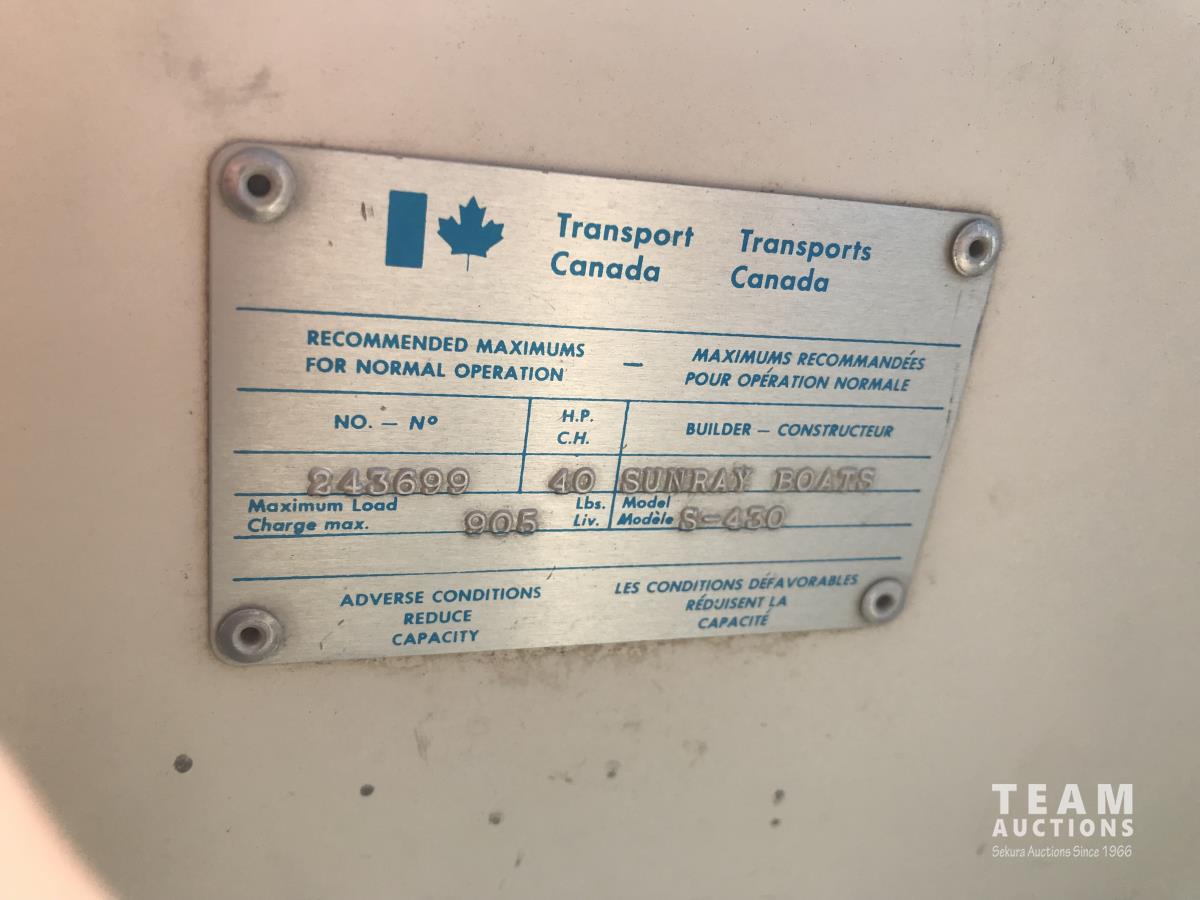 Transport Canada
Transports Canada
RECOMMENDED MAXIMUMS
FOR NORMAL OPERATION
—
MAXIMUMS RECOMMANDÉES
POUR OPÉRATION NORMALE
NO. — Nº
H.P.
C.H.
BUILDER — CONSTRUCTEUR
243699
40
SUNRAY BOATS
Maximum Load
Charge max.
905
Lbs.
Liv.
Model
Modèle
S-430
ADVERSE CONDITIONS
REDUCE
CAPACITY
LES CONDITIONS DÉFAVORABLES
RÉDUISENT LA
CAPACITÉ
TEAM
AUCTIONS
Sekura Auctions Since 1966